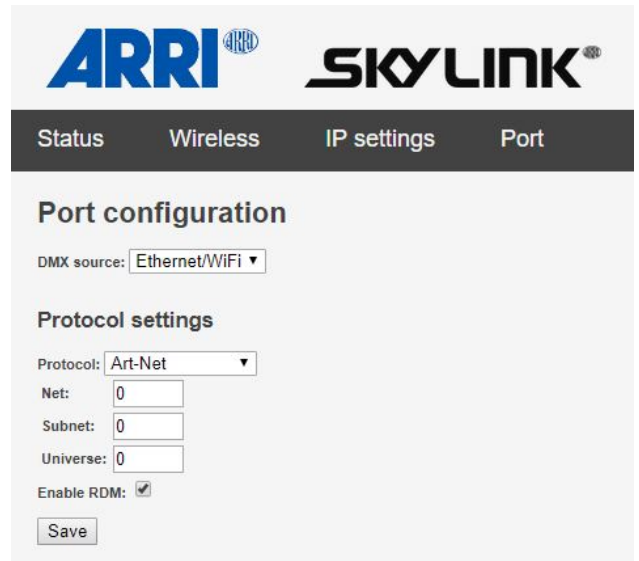 ARRI® SKYLINK®
Status Wireless IP settings Port
Port configuration
DMX source: Ethernet/WiFi
Protocol settings
Protocol: Art-Net
Net: 0
Subnet: 0
Universe: 0
Enable RDM:
Save